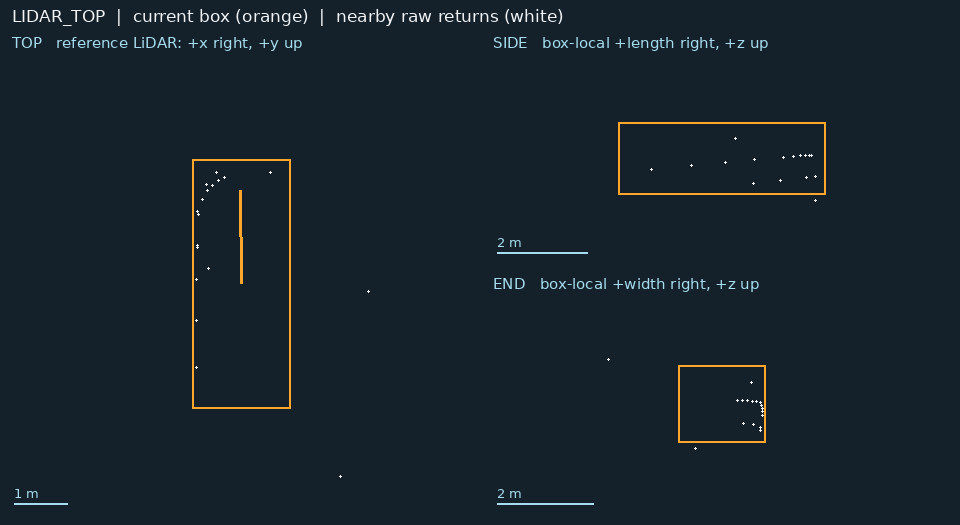 LIDAR_TOP | current box (orange) | nearby raw returns (white)
TOP reference LiDAR: +x right, +y up
SIDE box-local +length right, +z up
2 m
END box-local +width right, +z up
1 m
2 m